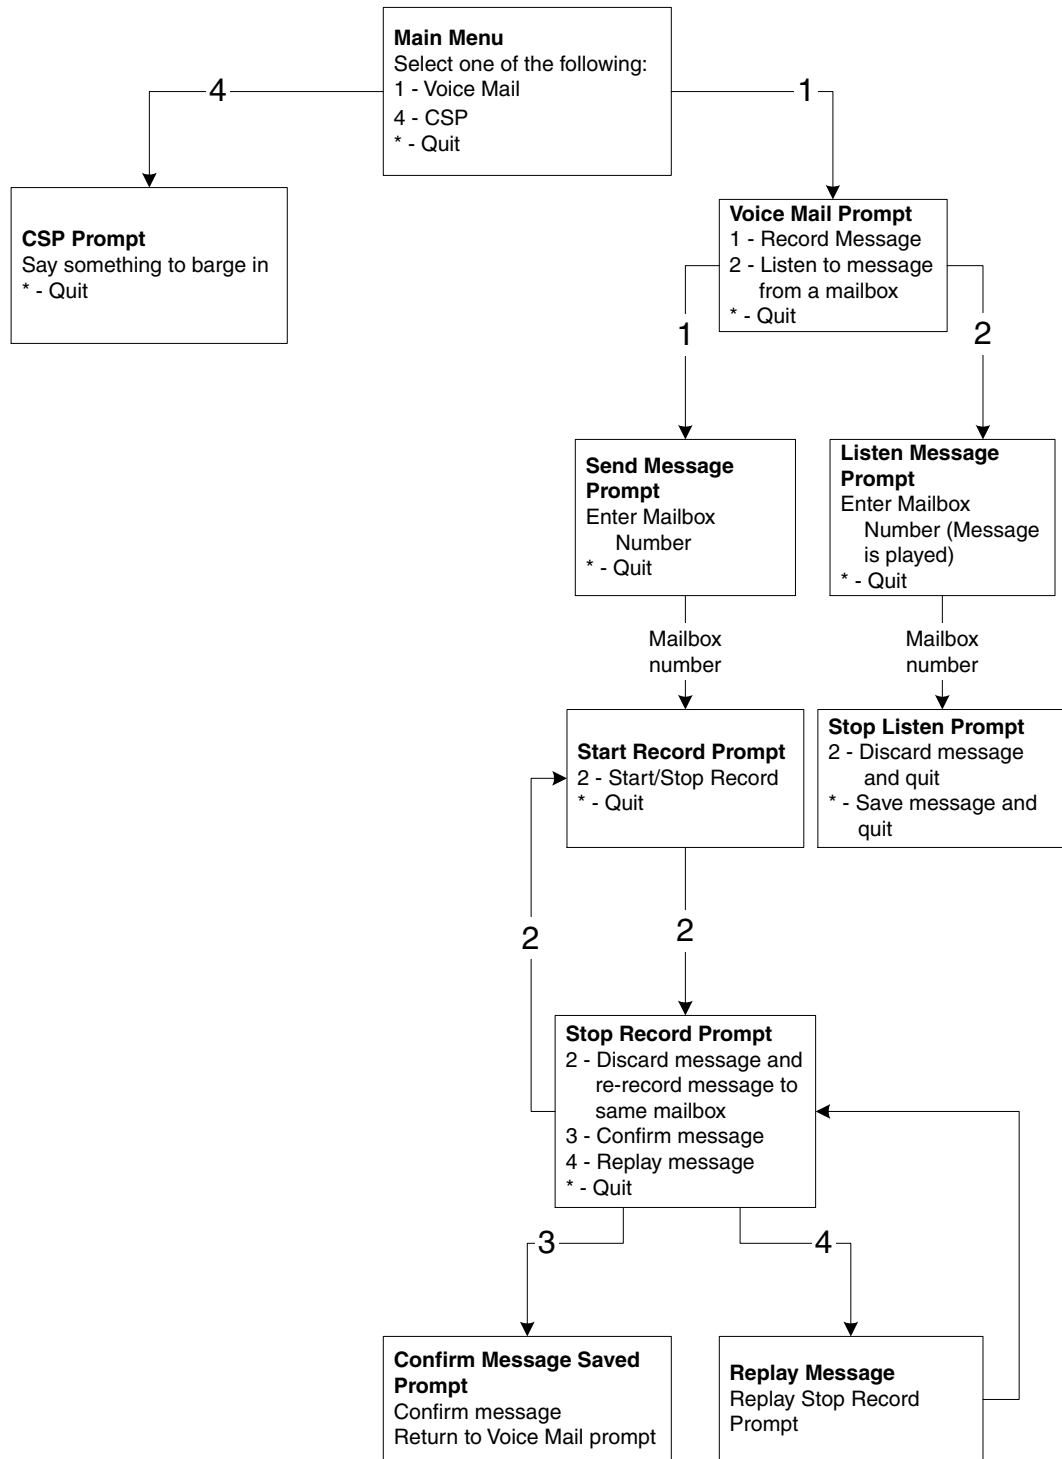 Main Menu
Select one of the following:
1 - Voice Mail
4 - CSP
* - Quit
4
1
CSP Prompt
Say something to barge in
* - Quit
Voice Mail Prompt
1 - Record Message
2 - Listen to message
from a mailbox
* - Quit
1
2
Send Message
Prompt
Enter Mailbox
Number
* - Quit
Listen Message
Prompt
Enter Mailbox
Number (Message
is played)
* - Quit
Mailbox
number
Mailbox
number
Start Record Prompt
2 - Start/Stop Record
* - Quit
Stop Listen Prompt
2 - Discard message
and quit
* - Save message and
quit
2
2
Stop Record Prompt
2 - Discard message and
re-record message to
same mailbox
3 - Confirm message
4 - Replay message
* - Quit
3
4
Confirm Message Saved
Prompt
Confirm message
Return to Voice Mail prompt
Replay Message
Replay Stop Record
Prompt